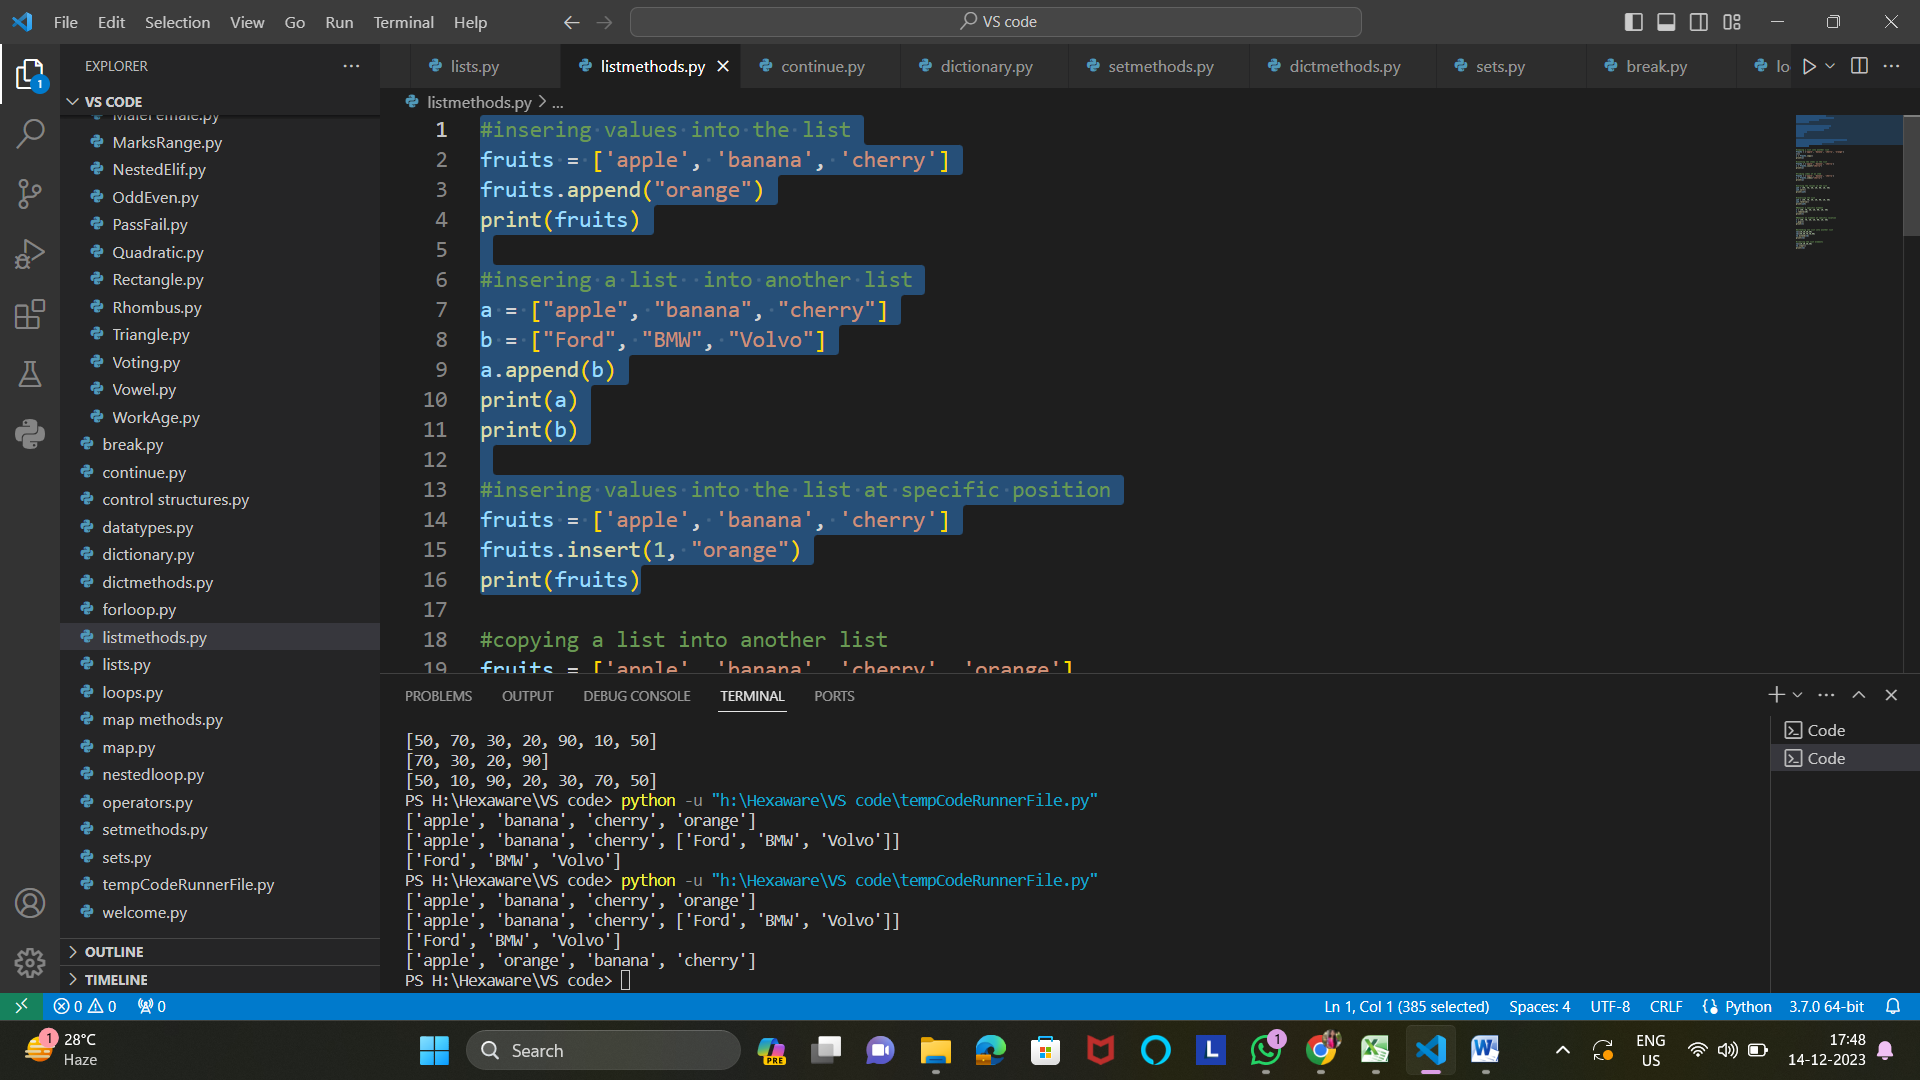 File Edit Selection View Go Run Terminal Help
VS code
EXPLORER
VS CODE
MaleFemale.py
MarksRange.py
NestedElif.py
OddEven.py
PassFail.py
Quadratic.py
Rectangle.py
Rhombus.py
Triangle.py
Voting.py
Vowel.py
WorkAge.py
break.py
continue.py
control structures.py
datatypes.py
dictionary.py
dictmethods.py
forloop.py
listmethods.py
lists.py
loops.py
map methods.py
map.py
nestedloop.py
operators.py
setmethods.py
sets.py
tempCodeRunnerFile.py
welcome.py
OUTLINE
TIMELINE
lists.py listmethods.py continue.py dictionary.py setmethods.py dictmethods.py sets.py break.py lo
listmethods.py > ...
1 #insering values into the list
2 fruits = ['apple', 'banana', 'cherry']
3 fruits.append("orange")
4 print(fruits)
5
6 #insering a list  into another list
7 a = ["apple", "banana", "cherry"]
8 b = ["Ford", "BMW", "Volvo"]
9 a.append(b)
10 print(a)
11 print(b)
12
13 #insering values into the list at specific position
14 fruits = ['apple', 'banana', 'cherry']
15 fruits.insert(1, "orange")
16 print(fruits)
17
18 #copying a list into another list
19 fruits = ['apple', 'banana', 'cherry', 'orange']
PROBLEMS OUTPUT DEBUG CONSOLE TERMINAL PORTS
[50, 70, 30, 20, 90, 10, 50]
[70, 30, 20, 90]
[50, 10, 90, 20, 30, 70, 50]
PS H:\Hexaware\VS code> python -u "h:\Hexaware\VS code\tempCodeRunnerFile.py"
['apple', 'banana', 'cherry', 'orange']
['apple', 'banana', 'cherry', ['Ford', 'BMW', 'Volvo']]
['Ford', 'BMW', 'Volvo']
PS H:\Hexaware\VS code> python -u "h:\Hexaware\VS code\tempCodeRunnerFile.py"
['apple', 'banana', 'cherry', 'orange']
['apple', 'banana', 'cherry', ['Ford', 'BMW', 'Volvo']]
['Ford', 'BMW', 'Volvo']
['apple', 'orange', 'banana', 'cherry']
PS H:\Hexaware\VS code>
Code
Code
0 0 0
Ln 1, Col 1 (385 selected) Spaces: 4 UTF-8 CRLF Python 3.7.0 64-bit
1
28°C
Haze
Search
PRE
L
1
ENG
US
17:48
14-12-2023